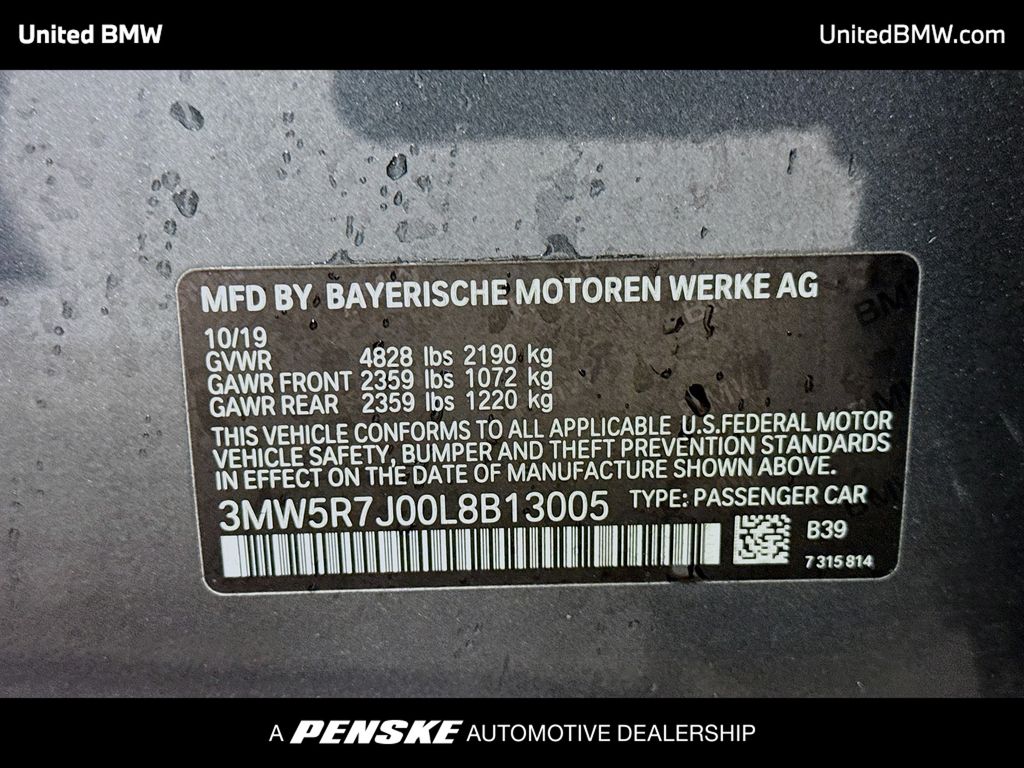 United BMW
UnitedBMW.com
MFD BY BAYERISCHE MOTOREN WERKE AG
10/19
GVWR 4828 lbs 2190 kg
GAWR FRONT 2359 lbs 1072 kg
GAWR REAR 2359 lbs 1220 kg
THIS VEHICLE CONFORMS TO ALL APPLICABLE U.S.FEDERAL MOTOR
VEHICLE SAFETY, BUMPER AND THEFT PREVENTION STANDARDS
IN EFFECT ON THE DATE OF MANUFACTURE SHOWN ABOVE.
3MW5R7J00L8B13005 TYPE: PASSENGER CAR
B39
7 315 814
BMW
A PENSKE AUTOMOTIVE DEALERSHIP